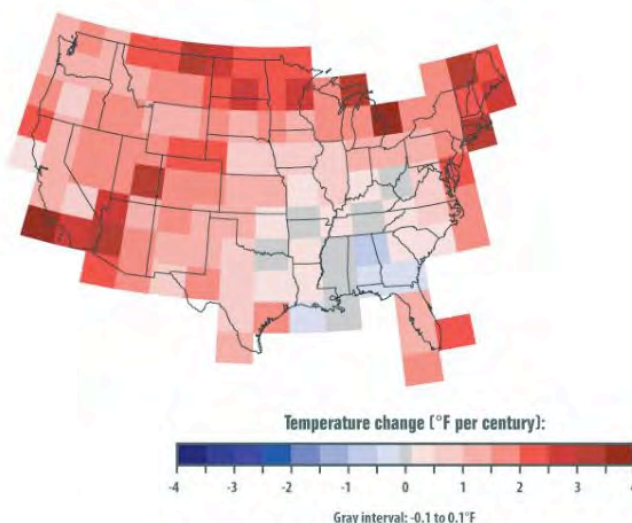 Temperature change (°F per century):
-4 -3 -2 -1 0 1 2 3 4
Gray interval: -0.1 to 0.1°F